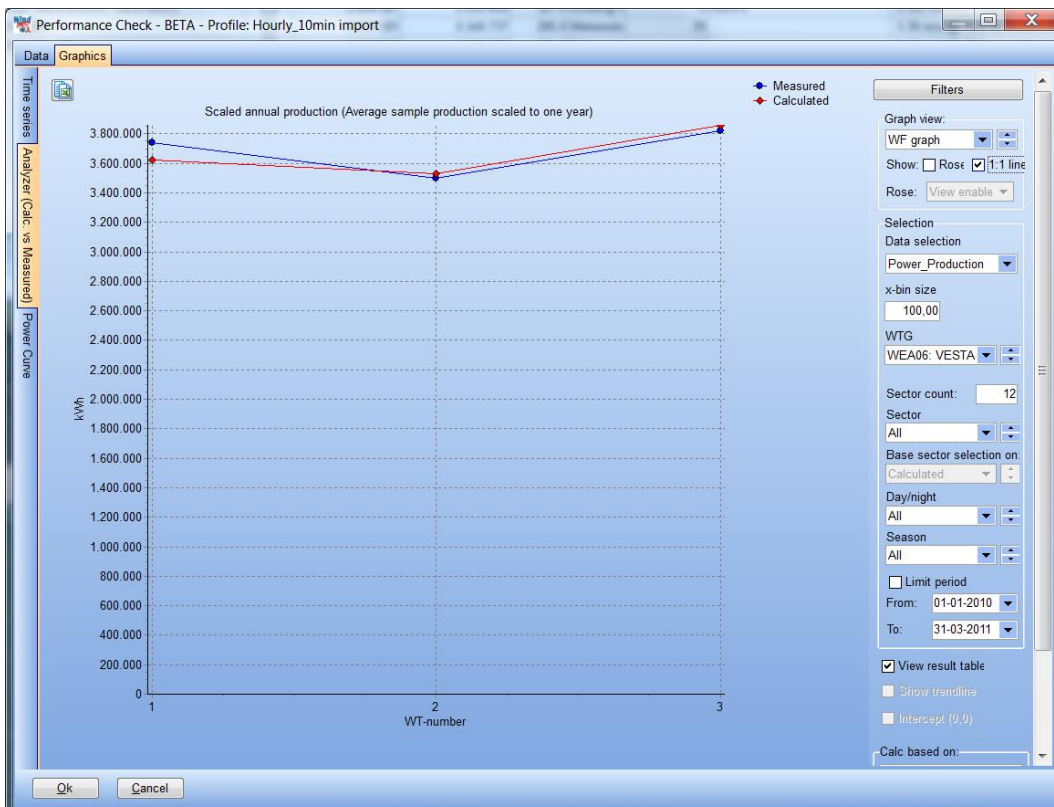 Performance Check - BETA - Profile: Hourly_10min import
Data Graphics
Time series
Analyzer (Calc. vs Measured)
Power Curve
Measured
Calculated
Scaled annual production (Average sample production scaled to one year)
3.800.000
3.600.000
3.400.000
3.200.000
3.000.000
2.800.000
2.600.000
2.400.000
2.200.000
2.000.000
1.800.000
1.600.000
1.400.000
1.200.000
1.000.000
800.000
600.000
400.000
200.000
0
kWh
1 2 3
WT-number
Filters
Graph view:
WF graph
Show: Rose 1:1 line
Rose: View enable
Selection
Data selection
Power_Production
x-bin size
100,00
WTG
WEA06: VESTA
Sector count: 12
Sector
All
Base sector selection on:
Calculated
Day/night
All
Season
All
Limit period
From: 01-01-2010
To: 31-03-2011
View result table
Show trendline
Intercept (0,0)
Calc based on:
Ok Cancel